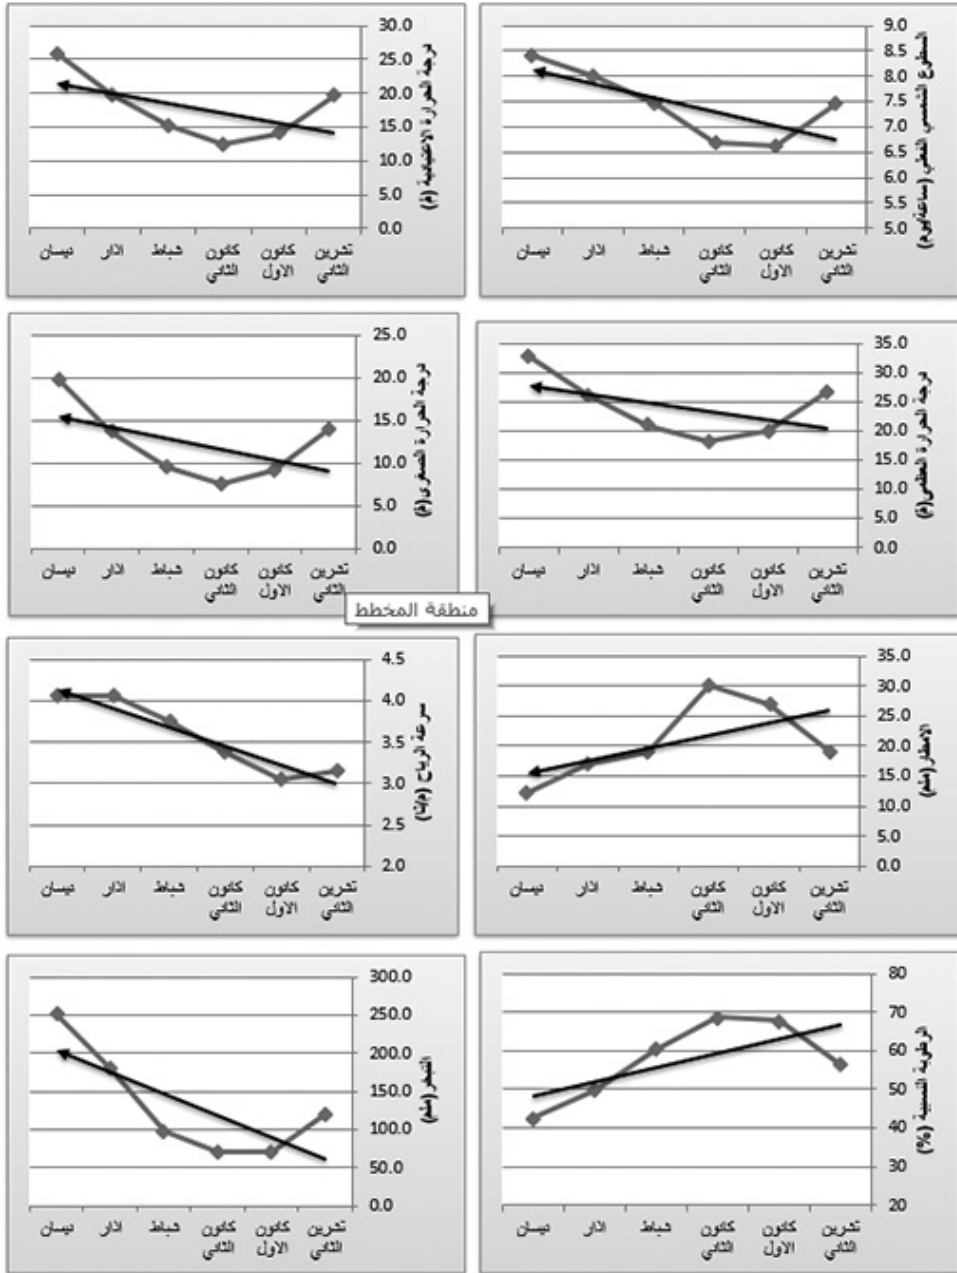 9.0
8.5
8.0
7.5
7.0
6.5
6.0
5.5
5.0
السطوع الشمسي الفعلي (ساعة/يوم)
تشرين
الثاني
كانون
الاول
كانون
الثاني
شباط
اذار
نيسان
30.0
25.0
20.0
15.0
10.0
5.0
0.0
درجة الحرارة الاعتيادية (مْ)
تشرين
الثاني
كانون
الاول
كانون
الثاني
شباط
اذار
نيسان
35.0
30.0
25.0
20.0
15.0
10.0
5.0
0.0
درجة الحرارة العظمى(مْ)
تشرين
الثاني
كانون
الاول
كانون
الثاني
شباط
اذار
نيسان
25.0
20.0
15.0
10.0
5.0
0.0
درجة الحرارة الصغرى(مْ)
تشرين
الثاني
كانون
الاول
كانون
الثاني
شباط
اذار
نيسان
منطقة المخطط
35.0
30.0
25.0
20.0
15.0
10.0
5.0
0.0
الامطار (ملم)
تشرين
الثاني
كانون
الاول
كانون
الثاني
شباط
اذار
نيسان
4.5
4.0
3.5
3.0
2.5
2.0
سرعة الرياح (م/ثا)
تشرين
الثاني
كانون
الاول
كانون
الثاني
شباط
اذار
نيسان
80
70
60
50
40
30
20
الرطوبة النسبية (%)
تشرين
الثاني
كانون
الاول
كانون
الثاني
شباط
اذار
نيسان
300.0
250.0
200.0
150.0
100.0
50.0
0.0
التبخر (ملم)
تشرين
الثاني
كانون
الاول
كانون
الثاني
شباط
اذار
نيسان